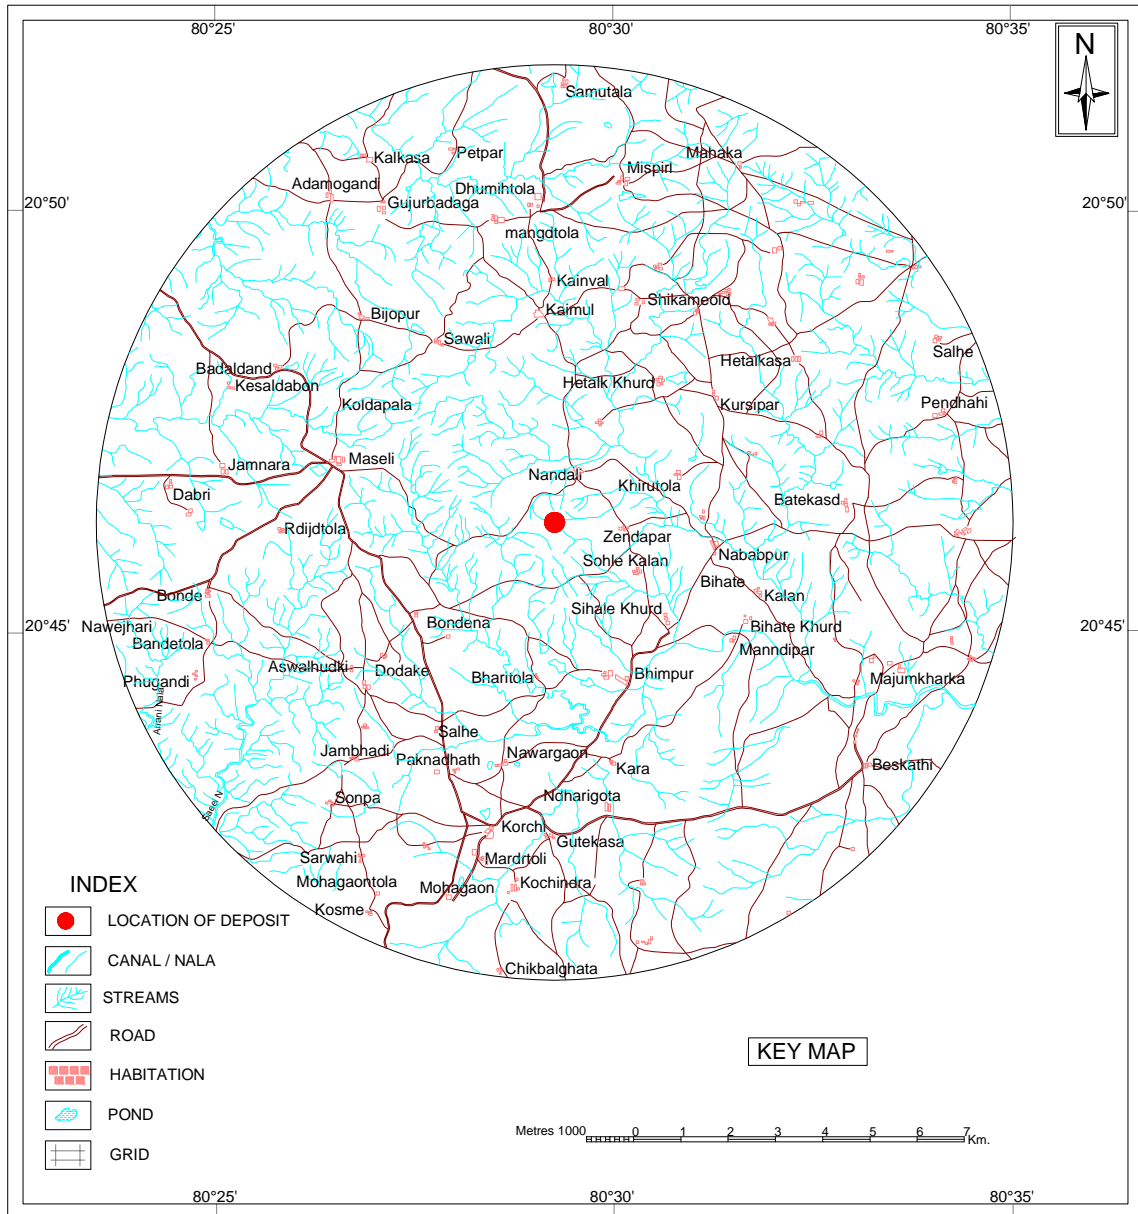 80°25' 80°30' 80°35'
N
Samutala
Mahaka
Petpar
Kalkasa
Mispirl
Adamogandi
Dhumihtola
20°50' 20°50'
Gujurbadaga
mangdtola
Kainval
Shikameoid
Bijopur
Kaimul
Sawali
Salhe
Hetalkasa
Badaldand
Hetalk Khurd
Kesaldabon
Koldapala
Kursipar
Pendhahi
Maseli
Jamnara
Nandali
Khirutola
Dabri
Batekasd
Rdijdtola
Zendapar
Nababpur
Sohle Kalan
Bihate
Kalan
Bonde
Sihale Khurd
Nawejhari
Bondena
Bihate Khurd
20°45' 20°45'
Bandetola
Manndipar
Aswalhudki
Dodake
Bharitola
Bhimpur
Phugandi
Majumkharka
Salhe
Jambhadi
Nawargaon
Paknadhath
Kara
Beskathi
Sonpa
Ndnarigota
Korchi
Gutekasa
Sarwahi
Mardrtoli
Mohagaontola
Mohagaon
Kochindra
Kosme
Chikbalghata
INDEX
LOCATION OF DEPOSIT
CANAL / NALA
STREAMS
ROAD
HABITATION
POND
GRID
KEY MAP
Metres 1000 0 1 2 3 4 5 6 7 Km.
80°25' 80°30' 80°35'